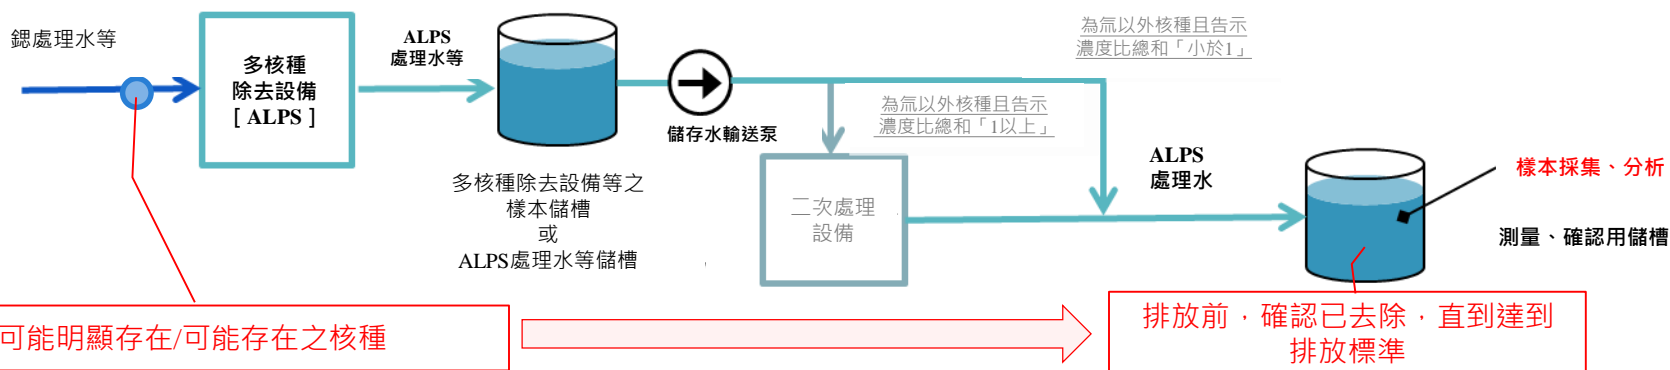 鍶處理水等
多核種
除去設備
[ ALPS ]
ALPS
處理水等
儲存水輸送泵
多核種除去設備等之
樣本儲槽
或
ALPS處理水等儲槽
為氚以外核種且告示
濃度比總和「小於1」
為氚以外核種且告示
濃度比總和「1以上」
二次處理
設備
ALPS
處理水
樣本採集、分析
測量、確認用儲槽
可能明顯存在/可能存在之核種
排放前，確認已去除，直到達到
排放標準